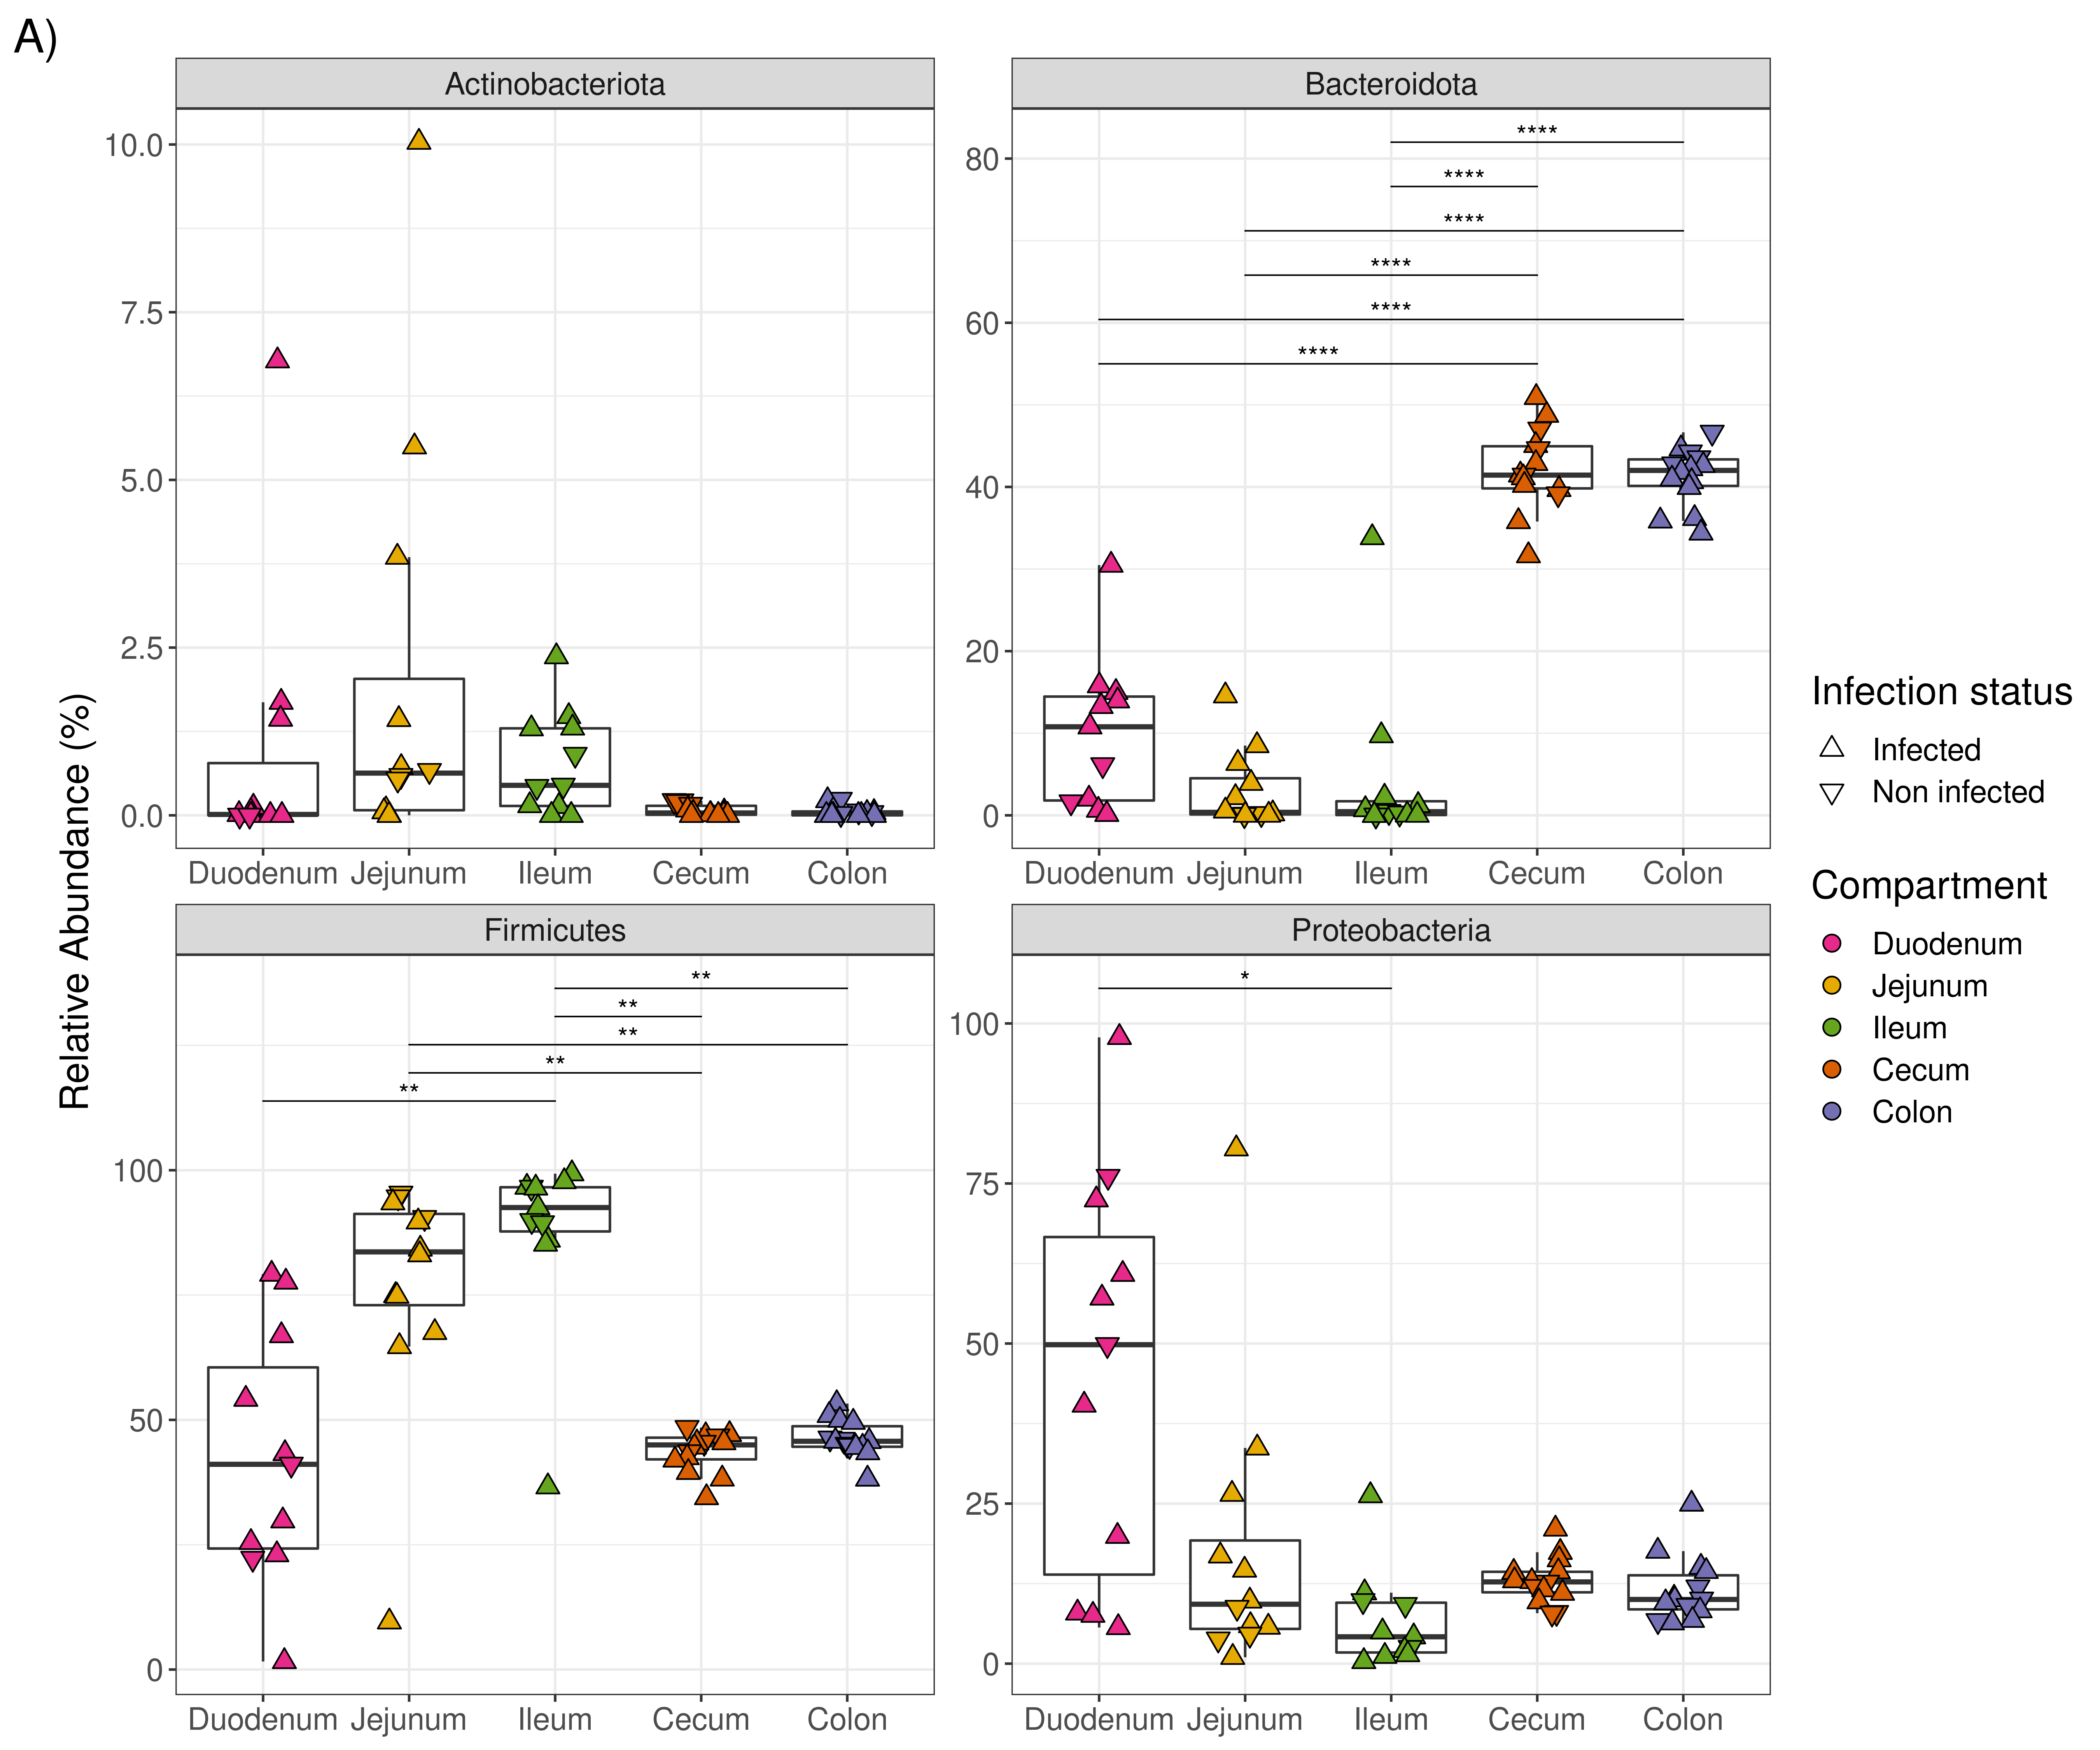 A)
Relative Abundance (%)
Actinobacteriota
10.0
7.5
5.0
2.5
0.0
Duodenum Jejunum Ileum Cecum Colon
Bacteroidota
****
****
****
****
****
****
80
60
40
20
0
Duodenum Jejunum Ileum Cecum Colon
Firmicutes
**
**
**
**
**
100
50
0
Duodenum Jejunum Ileum Cecum Colon
Proteobacteria
*
100
75
50
25
0
Duodenum Jejunum Ileum Cecum Colon
Infection status
Infected
Non infected
Compartment
Duodenum
Jejunum
Ileum
Cecum
Colon